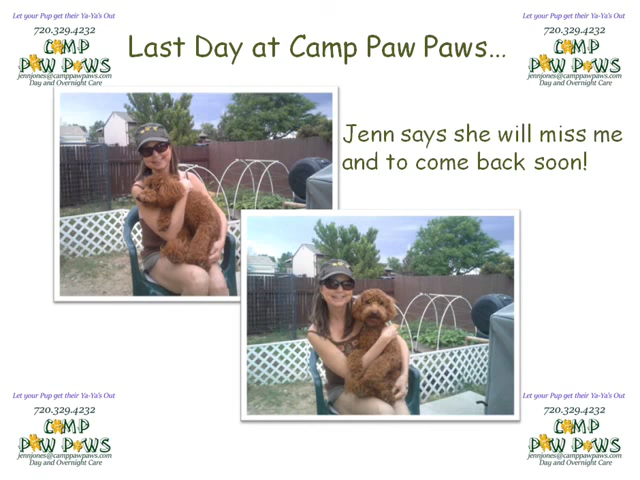 Let your Pup get their Ya-Ya's Out
720.329.4232
CAMP
PAW PAWS
jennjones@camppawpaws.com
Day and Overnight Care
Last Day at Camp Paw Paws...
Let your Pup get their Ya-Ya's Out
720.329.4232
CAMP
PAW PAWS
jennjones@camppawpaws.com
Day and Overnight Care
Jenn says she will miss me
and to come back soon!
Let your Pup get their Ya-Ya's Out
720.329.4232
CAMP
PAW PAWS
jennjones@camppawpaws.com
Day and Overnight Care
Let your Pup get their Ya-Ya's Out
720.329.4232
CAMP
PAW PAWS
jennjones@camppawpaws.com
Day and Overnight Care